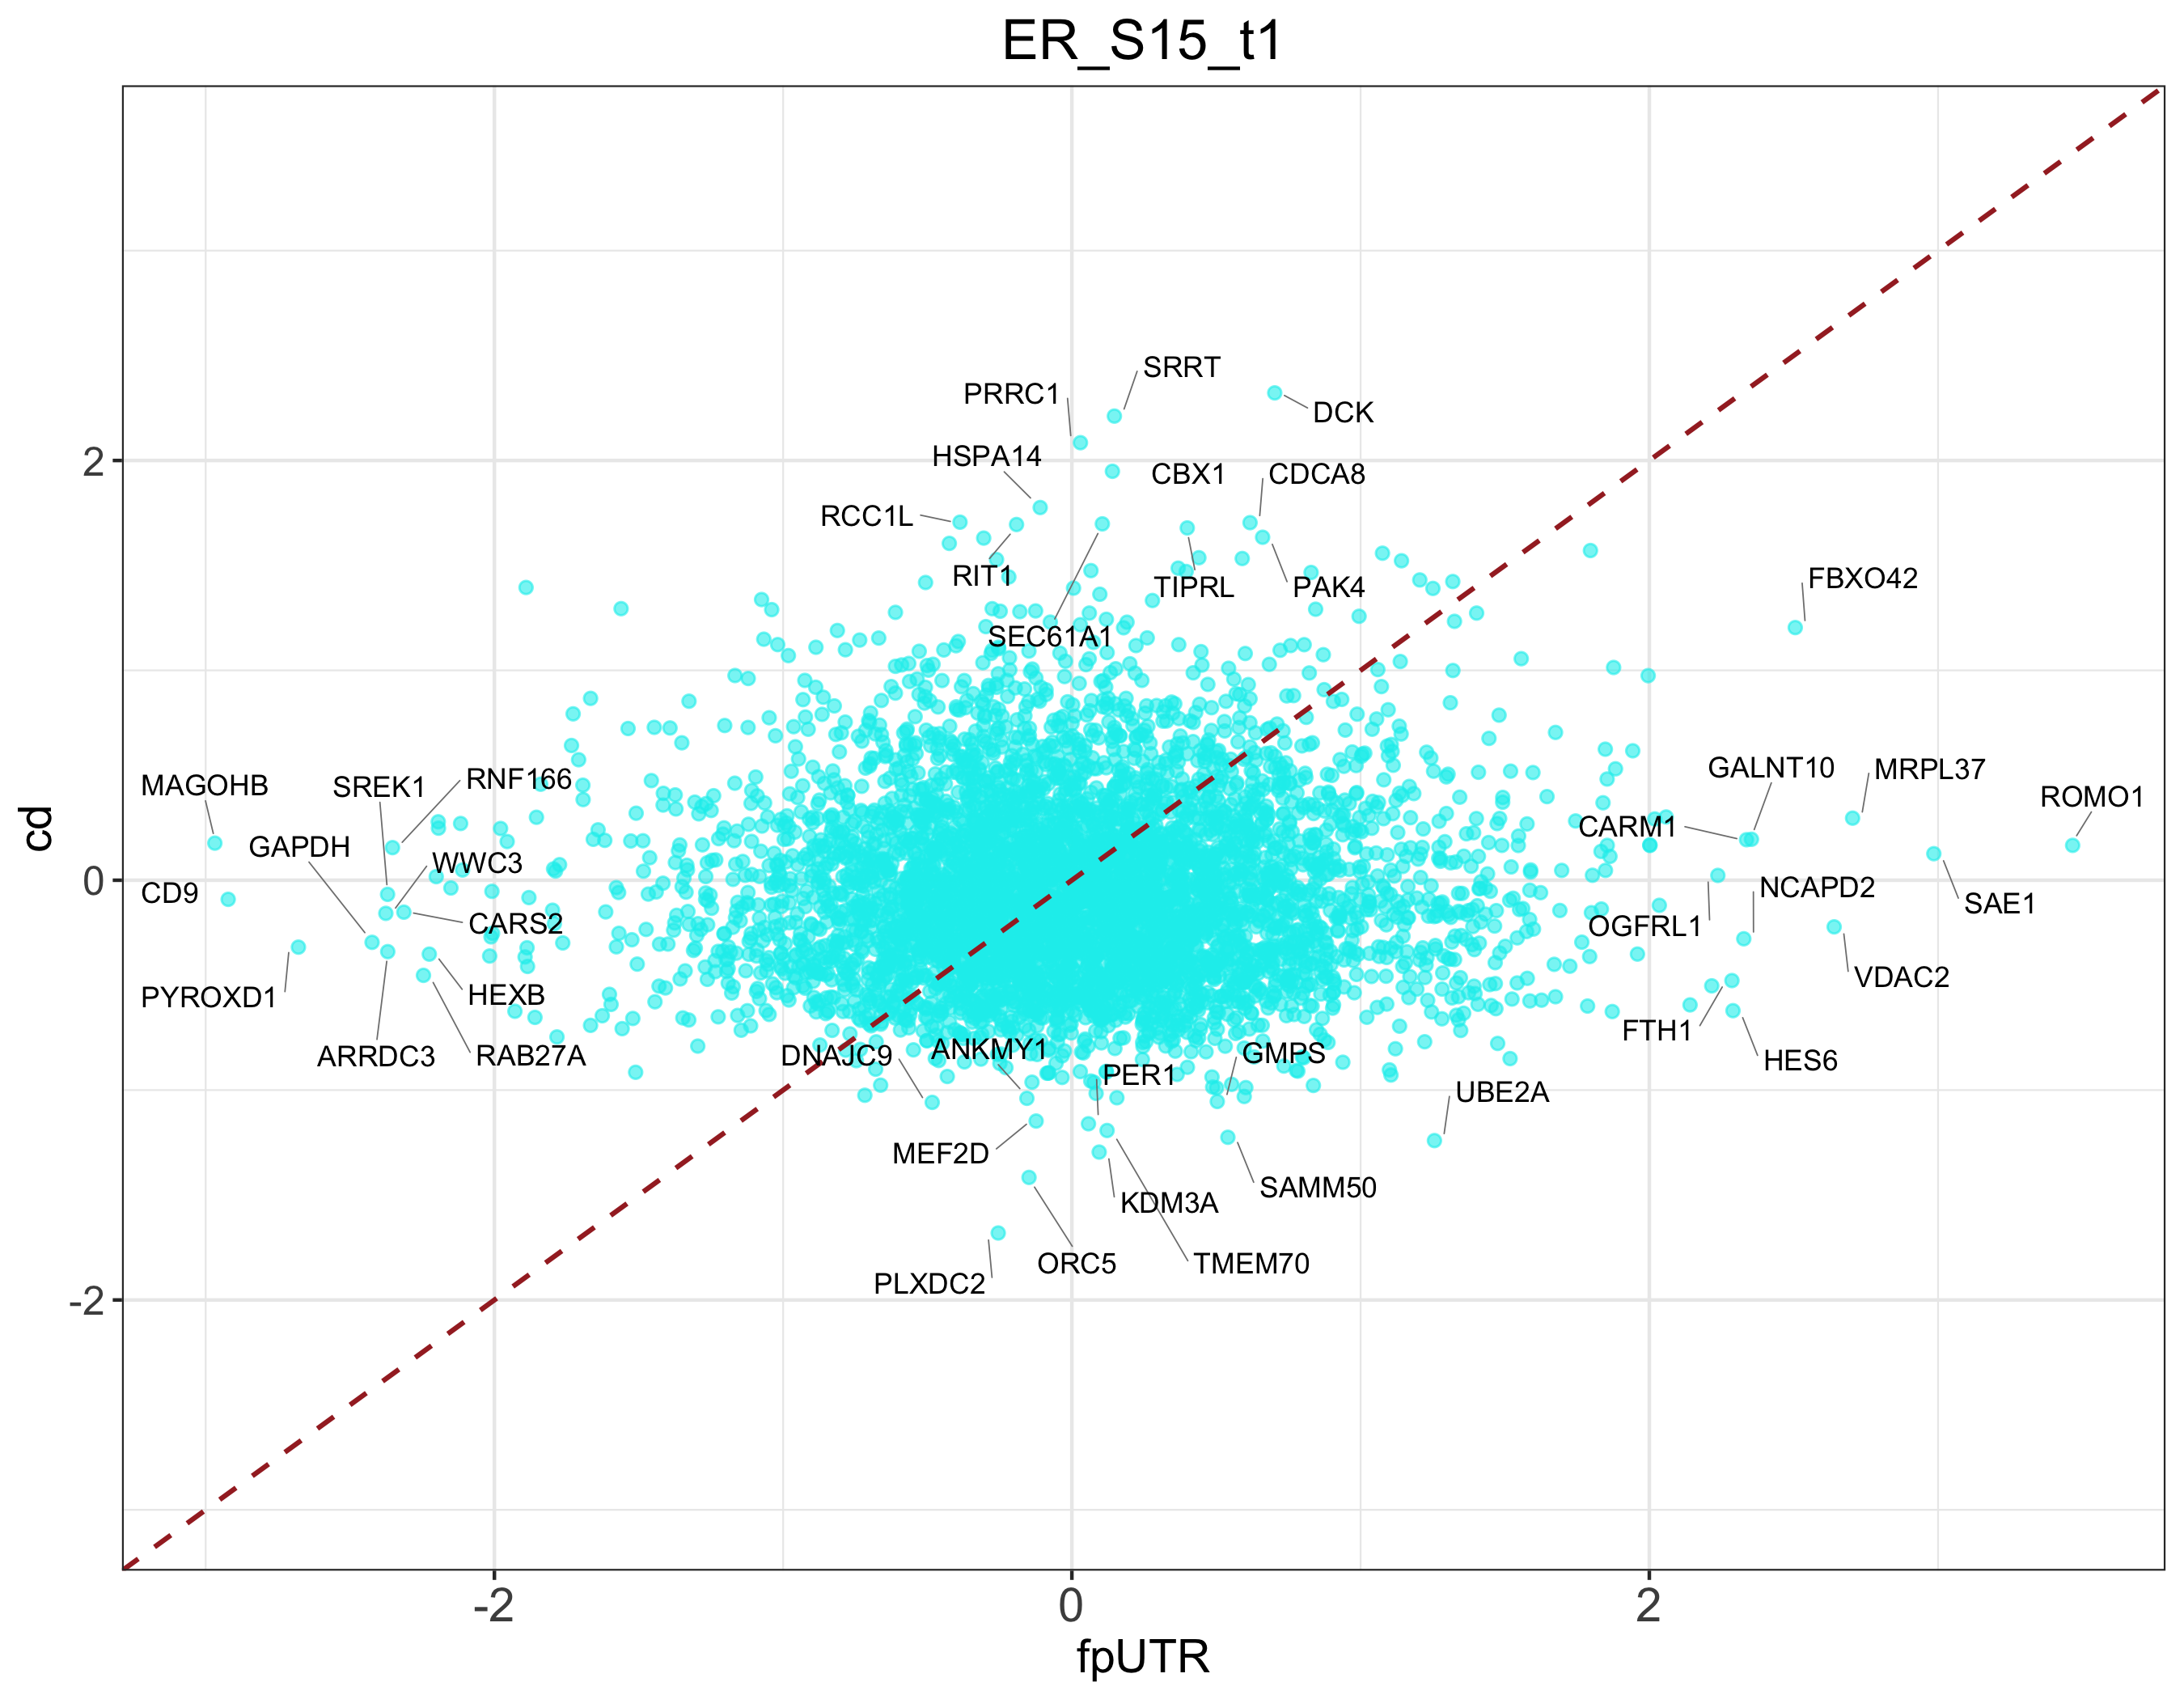 ER_S15_t1
SRRT
PRRC1
DCK
HSPA14
CBX1
CDCA8
RCC1L
RIT1
TIPRL
PAK4
FBXO42
SEC61A1
GALNT10
MRPL37
MAGOHB
SREK1
RNF166
ROMO1
CARM1
GAPDH
WWC3
CD9
NCAPD2
SAE1
CARS2
OGFRL1
VDAC2
PYROXD1
HEXB
FTH1
ARRDC3
RAB27A
DNAJC9
ANKMY1
GMPS
HES6
PER1
UBE2A
MEF2D
SAMM50
KDM3A
ORC5
TMEM70
PLXDC2
2
0
-2
cd
-2
0
2
fpUTR